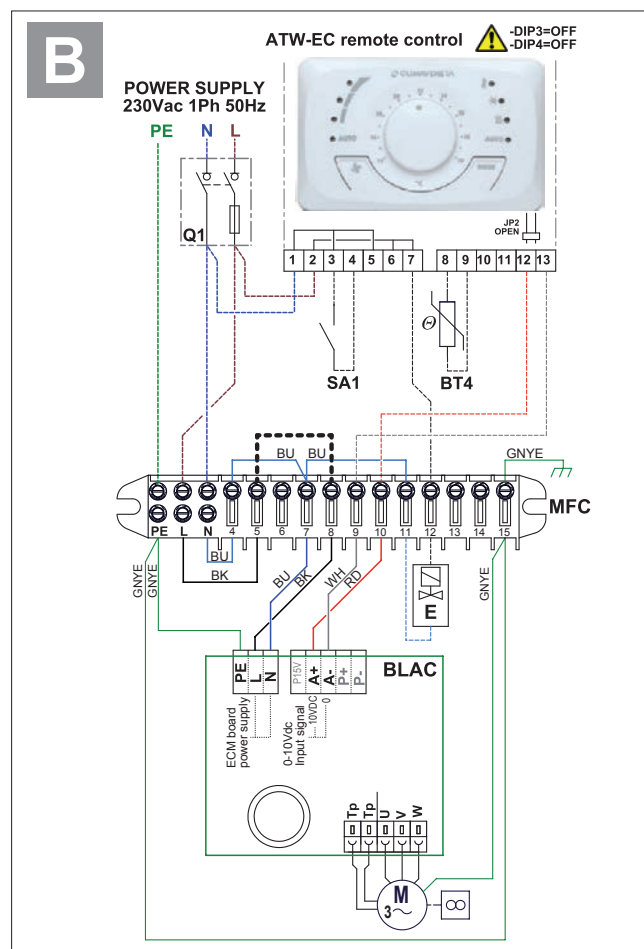 B
ATW-EC remote control
-DIP3=OFF
-DIP4=OFF
POWER SUPPLY
230Vac 1Ph 50Hz
PE N L
AUTO
AUTO
Q1
JP2
OPEN
1 2 3 4 5 6 7 8 9 10 11 12 13
Θ
SA1
BT4
BU BU GNYE
MFC
PE L N 4 5 6 7 8 9 10 11 12 13 14 15
BU
BK
GNYE
GNYE
BU
BK
WH
RD
E
GNYE
PE
L
N
P15V
A+
A-
P+
P-
BLAC
ECM board
power supply
0-10Vdc
Input signal
10VDC
0
Tp
Tp
U
V
W
M
3~
8